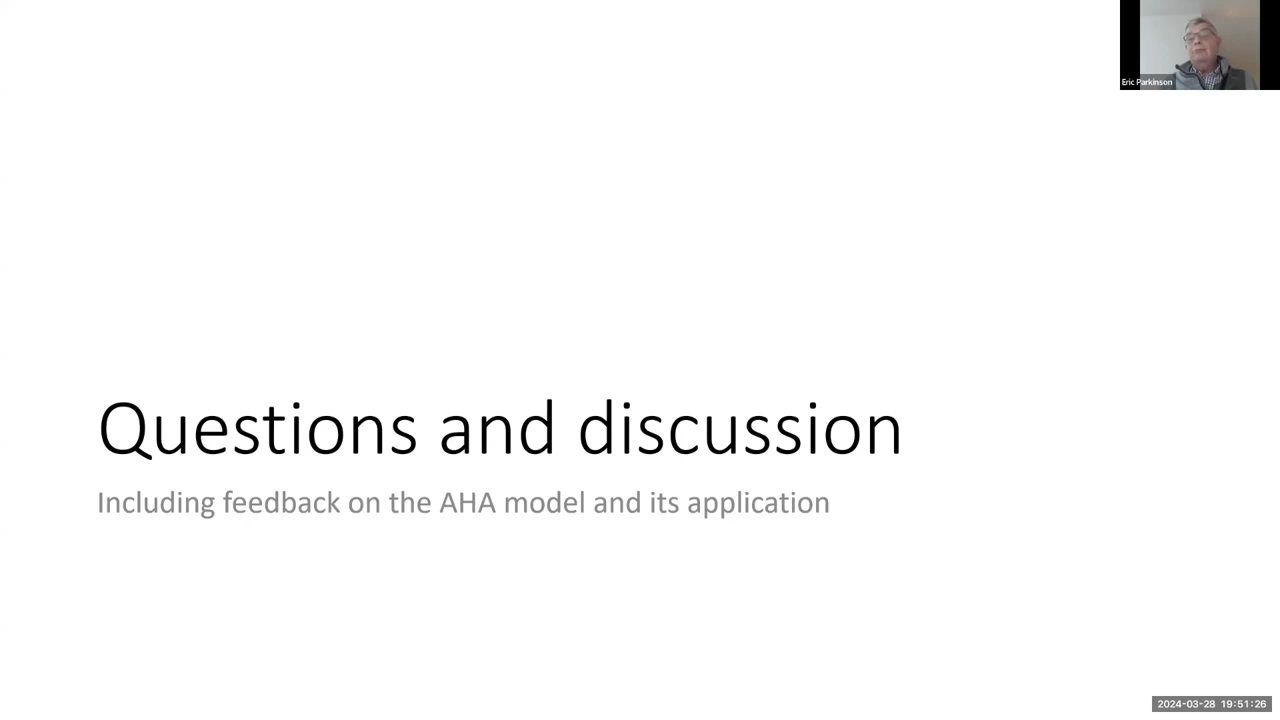 Eric Parkinson
Questions and discussion
Including feedback on the AHA model and its application
2024-03-28 19:51:26